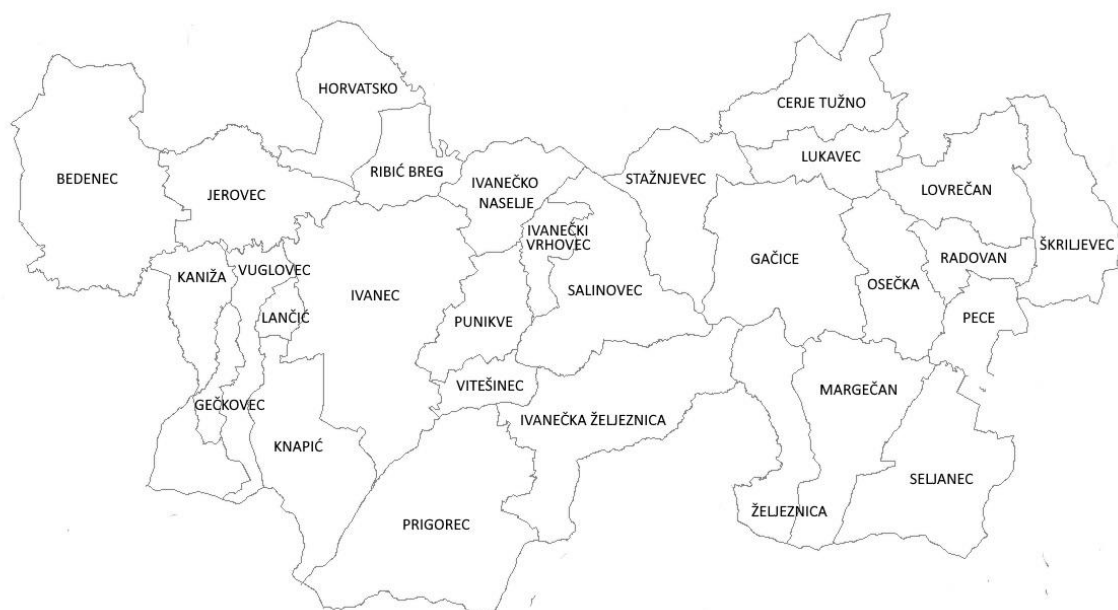 HORVATSKO
CERJE TUŽNO
LUKAVEC
RIBIĆ BREG
BEDENEC
JEROVEC
IVANEČKO
NASELJE
STAŽNJEVEC
LOVREČAN
IVANEČKI
VRHOVEC
ŠKRILJEVEC
GAČICE
RADOVAN
KANIŽA
VUGLOVEC
IVANEC
SALINOVEC
OSEČKA
LANČIĆ
PUNIKVE
PECE
VITEŠINEC
MARGEČAN
GEČKOVEC
IVANEČKA ŽELJEZNICA
KNAPIĆ
SELJANEC
ŽELJEZNICA
PRIGOREC